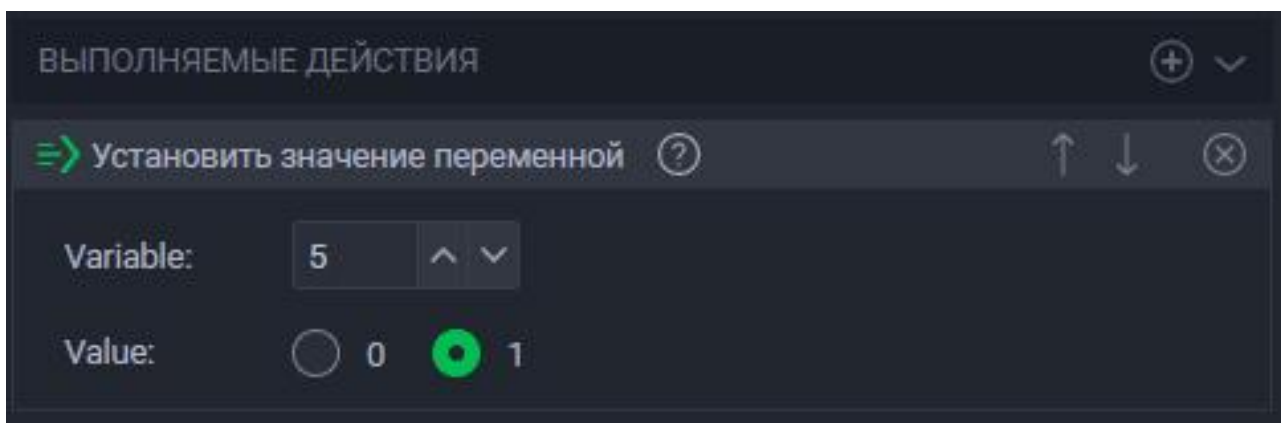 ВЫПОЛНЯЕМЫЕ ДЕЙСТВИЯ
Установить значение переменной ?
Variable: 5
Value: 0 1